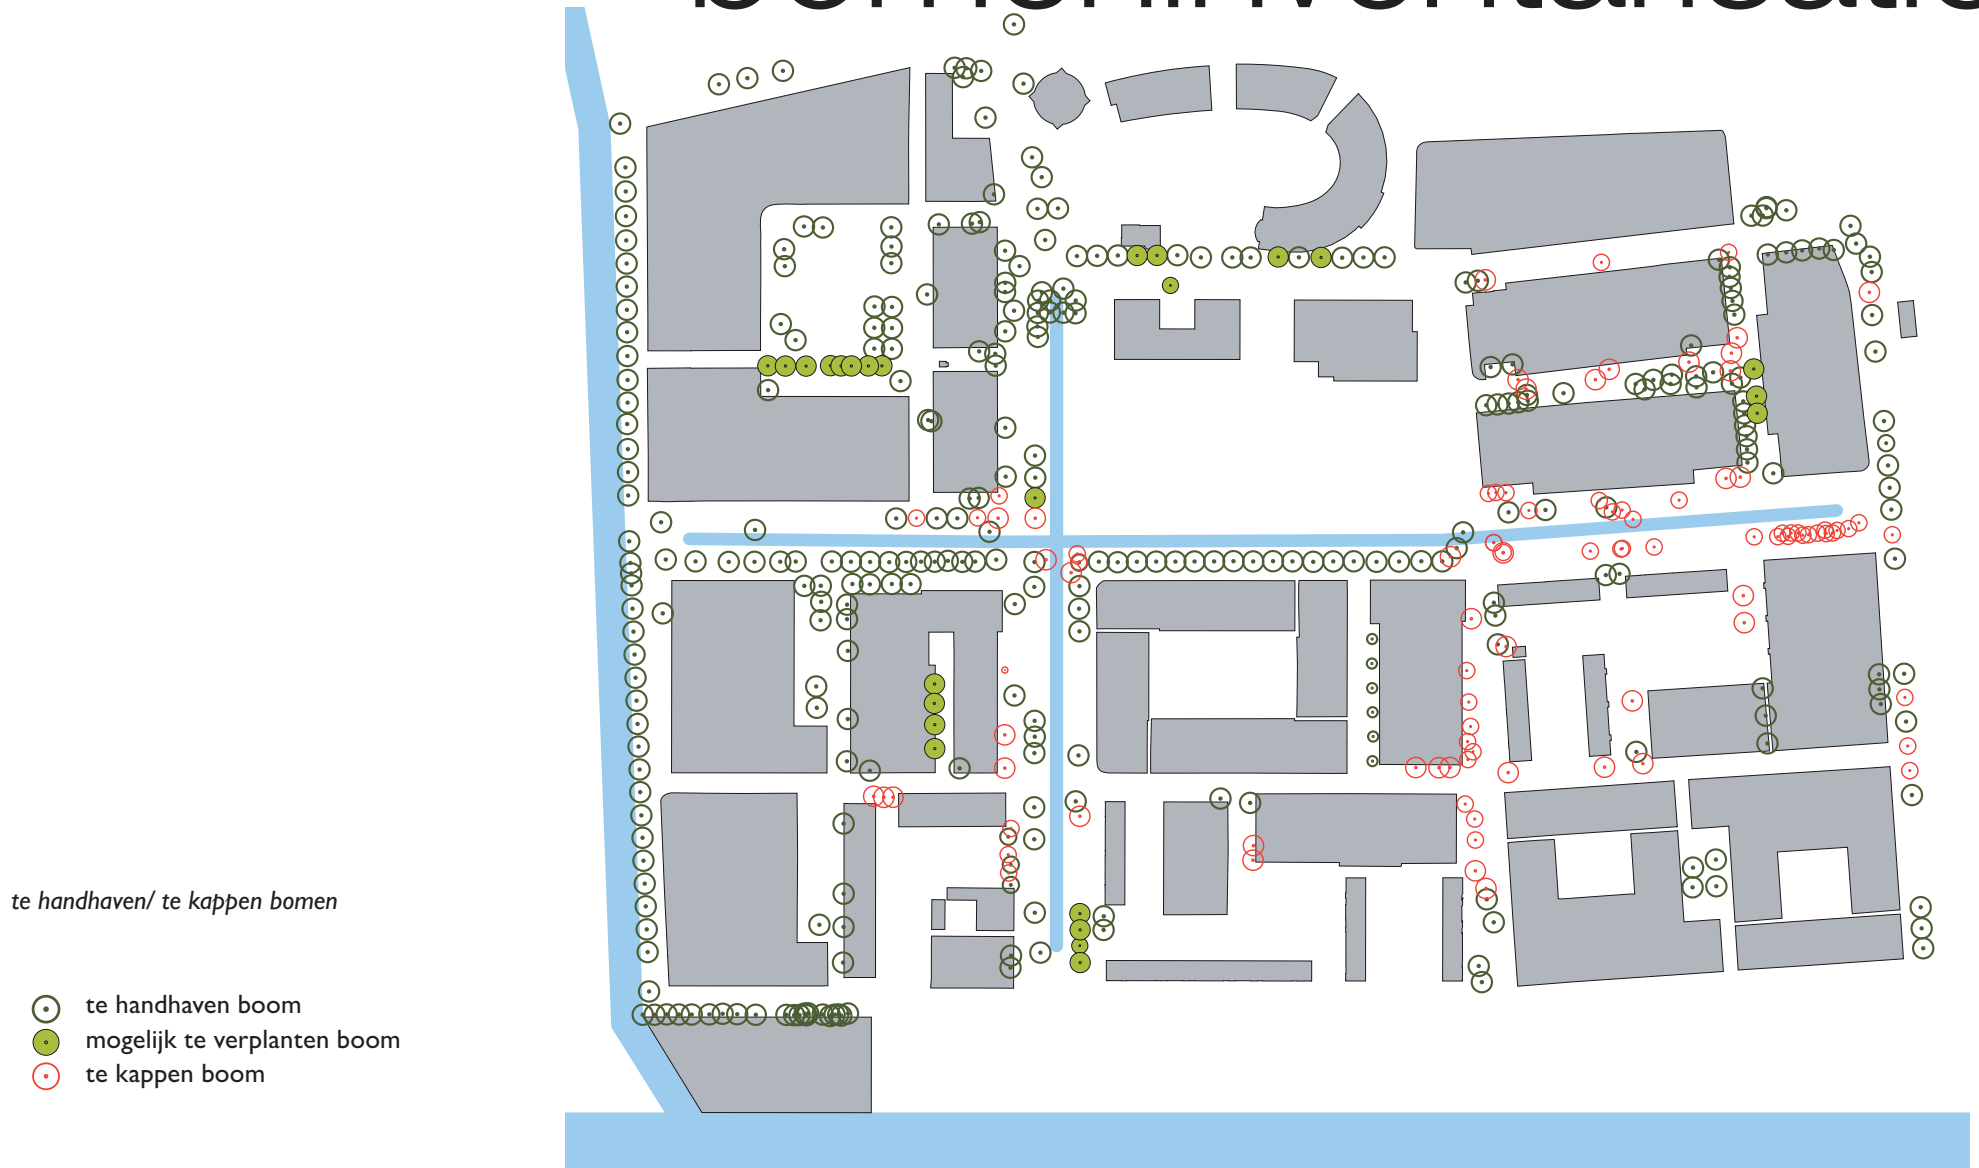 te handhaven/ te kappen bomen
te handhaven boom
mogelijk te verplanten boom
te kappen boom